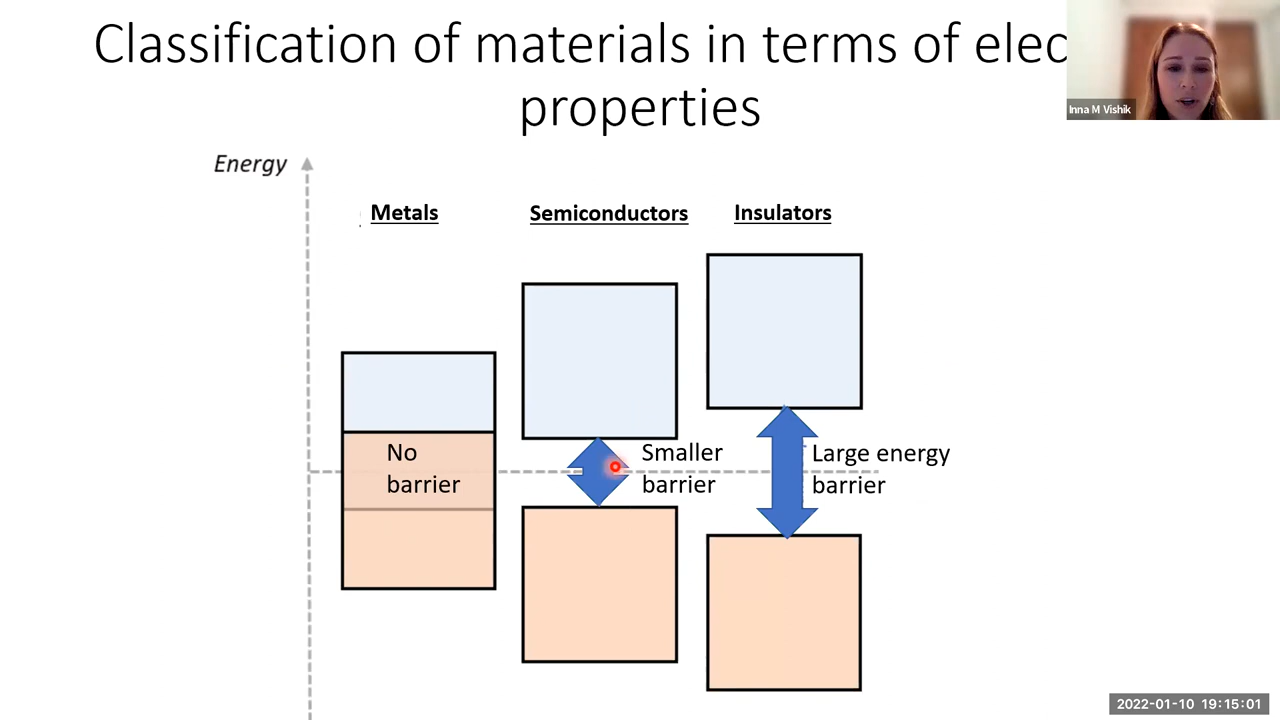 Classification of materials in terms of elec
properties
Inna M Vishik
Energy
Metals
Semiconductors
Insulators
No
barrier
Smaller
barrier
Large energy
barrier
2022-01-10 19:15:01